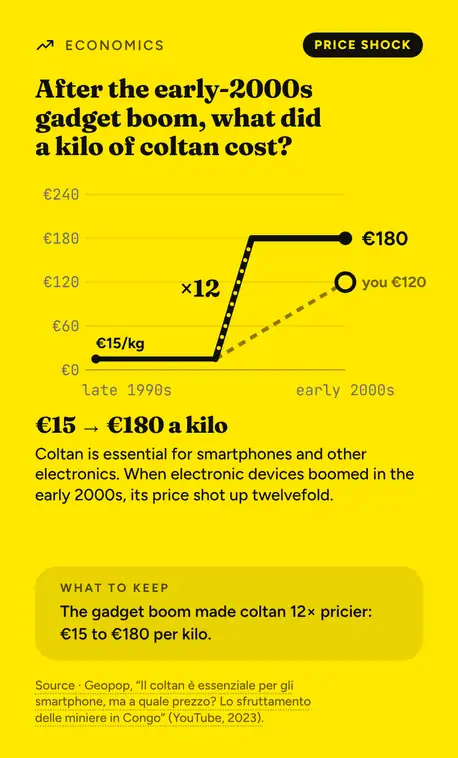 ECONOMICS
PRICE SHOCK
After the early-2000s
gadget boom, what did
a kilo of coltan cost?
€240
€180
€180
€120
you €120
×12
€60
€15/kg
€0
late 1990s
early 2000s
€15 → €180 a kilo
Coltan is essential for smartphones and other
electronics. When electronic devices boomed in the
early 2000s, its price shot up twelvefold.
WHAT TO KEEP
The gadget boom made coltan 12× pricier:
€15 to €180 per kilo.
Source · Geopop, “Il coltan è essenziale per gli
smartphone, ma a quale prezzo? Lo sfruttamento
delle miniere in Congo” (YouTube, 2023).